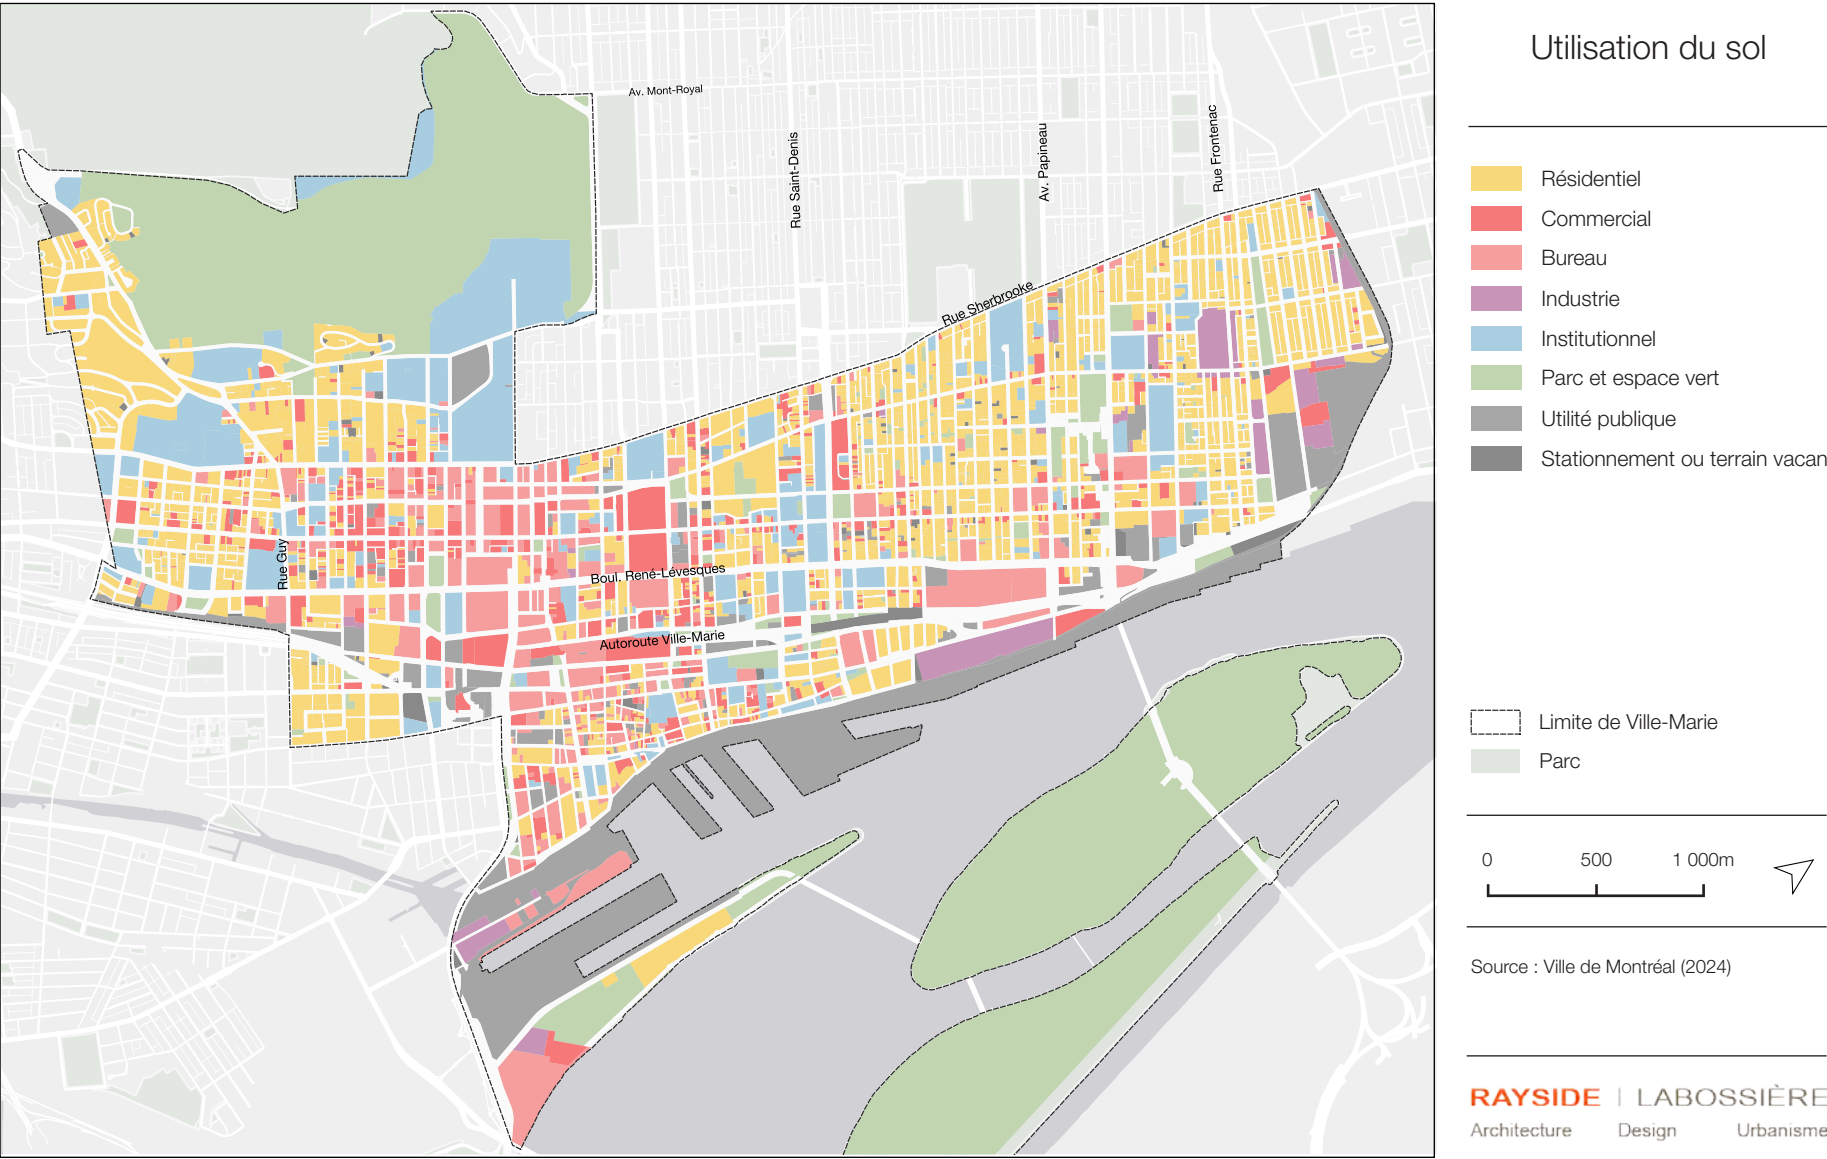 Utilisation du sol
Av. Mont-Royal
Rue Saint-Denis
Av. Papineau
Rue Frontenac
Rue Sherbrooke
Rue Guy
Boul. René-Lévesques
Autoroute Ville-Marie
Résidentiel
Commercial
Bureau
Industrie
Institutionnel
Parc et espace vert
Utilité publique
Stationnement ou terrain vacan
Limite de Ville-Marie
Parc
0 500 1 000m
Source : Ville de Montréal (2024)
RAYSIDE | LABOSSIÈRE
Architecture Design Urbanisme